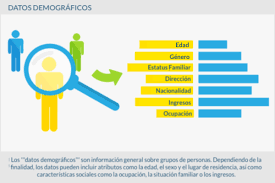 DATOS DEMOGRÁFICOS
Edad
Género
Estatus Familiar
Dirección
Nacionalidad
Ingresos
Ocupación
Los "datos demográficos" son información general sobre grupos de personas. Dependiendo de la
finalidad, los datos pueden incluir atributos como la edad, el sexo y el lugar de residencia, así como
características sociales como la ocupación, la situación familiar o los ingresos.